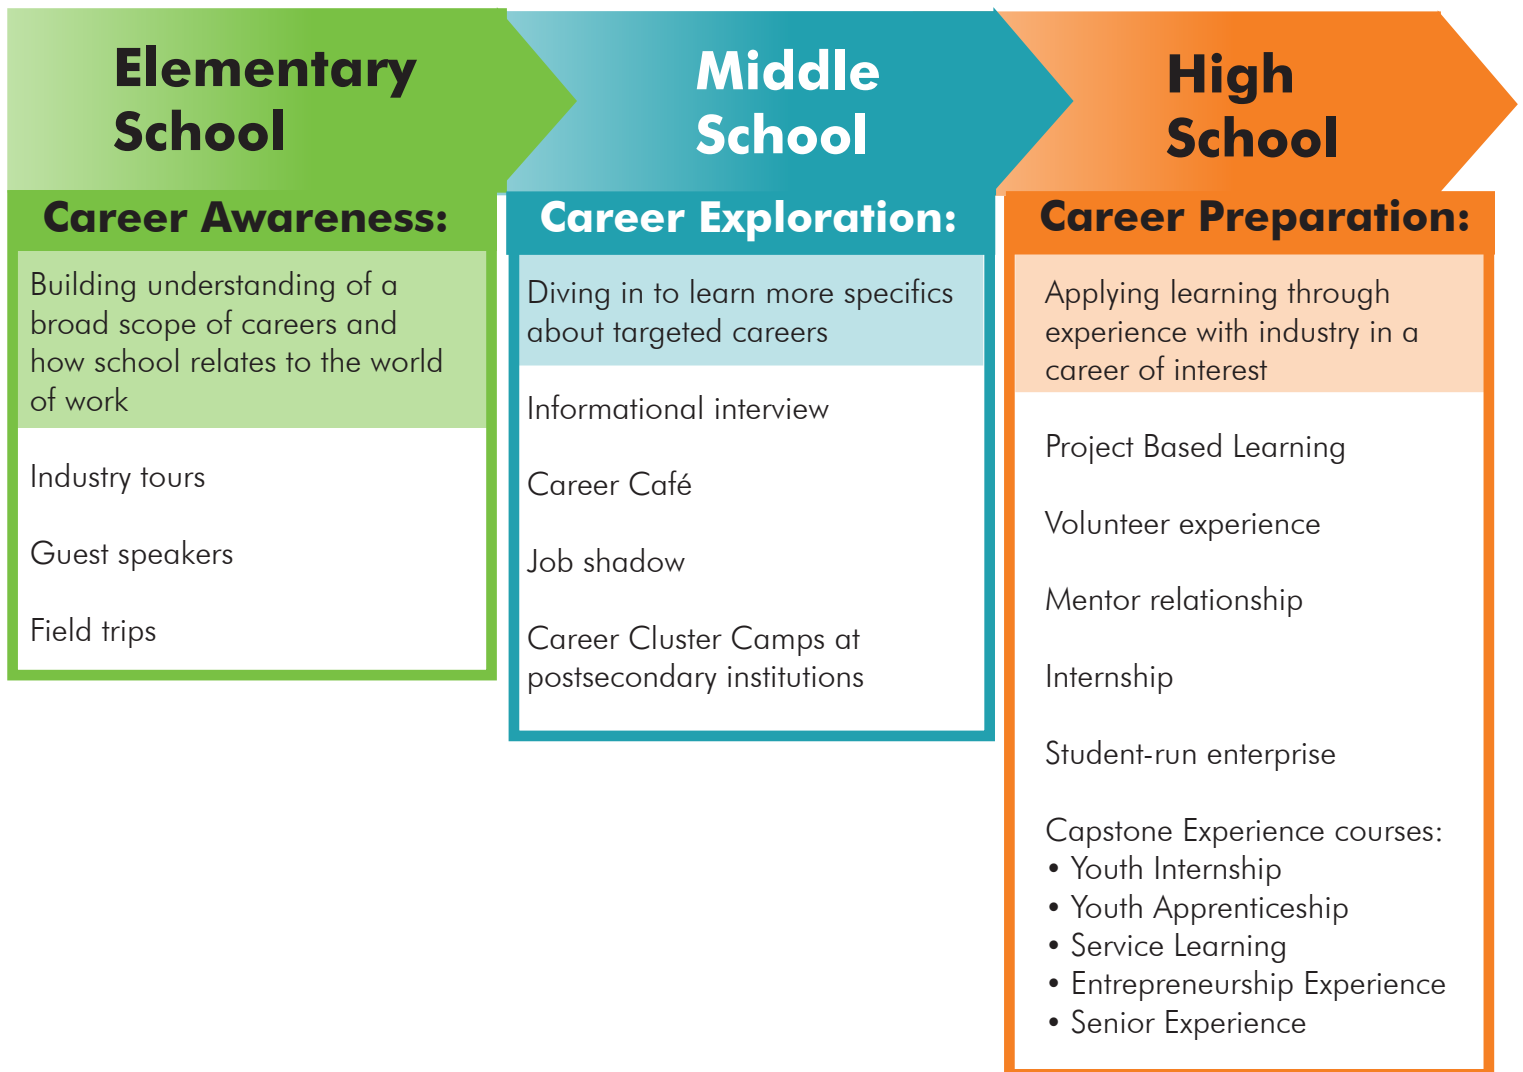 Elementary
School
Career Awareness:
Building understanding of a
broad scope of careers and
how school relates to the world
of work
Industry tours
Guest speakers
Field trips
Middle
School
Career Exploration:
Diving in to learn more specifics
about targeted careers
Informational interview
Career Café
Job shadow
Career Cluster Camps at
postsecondary institutions
High
School
Career Preparation:
Applying learning through
experience with industry in a
career of interest
Project Based Learning
Volunteer experience
Mentor relationship
Internship
Student-run enterprise
Capstone Experience courses:
• Youth Internship
• Youth Apprenticeship
• Service Learning
• Entrepreneurship Experience
• Senior Experience